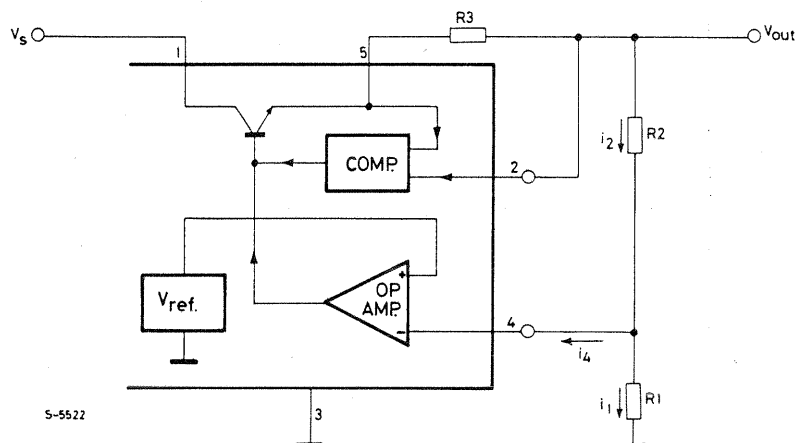 Vs
1
5
R3
Vout
COMP.
2
i2
R2
Vref.
+
OP
AMP.
−
4
i4
i1
R1
S-5522
3